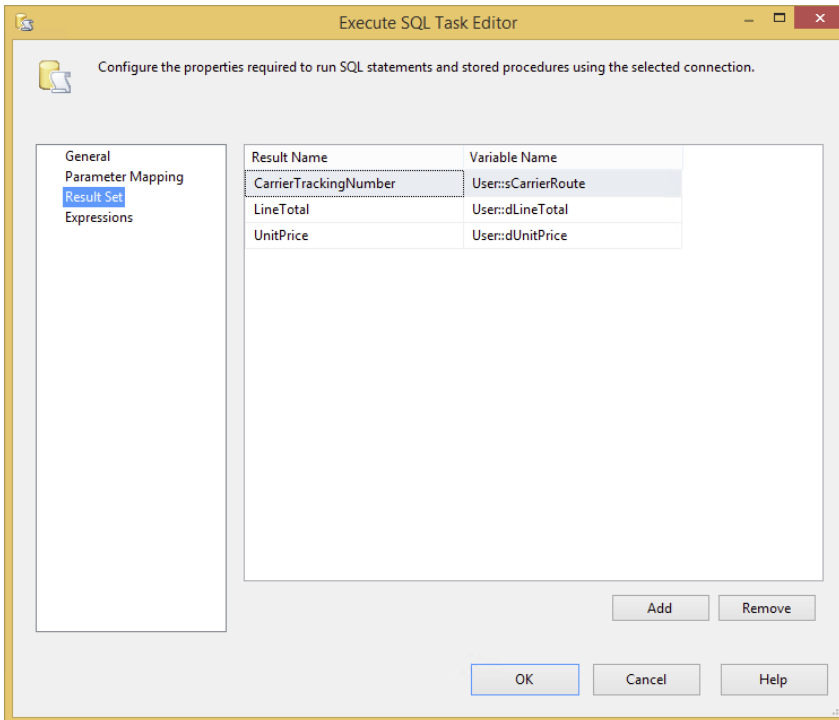 Execute SQL Task Editor
Configure the properties required to run SQL statements and stored procedures using the selected connection.
General
Parameter Mapping
Result Set
Expressions
Result Name Variable Name
CarrierTrackingNumber User::sCarrierRoute
LineTotal User::dLineTotal
UnitPrice User::dUnitPrice
Add Remove
OK Cancel Help